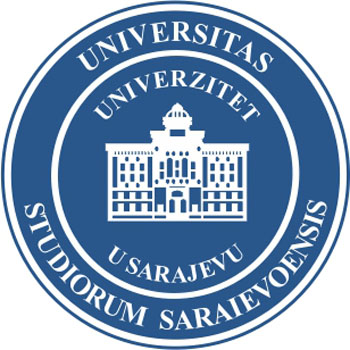 UNIVERSITAS
STUDIORUM SARAIEVOENSIS
UNIVERZITET
U SARAJEVU